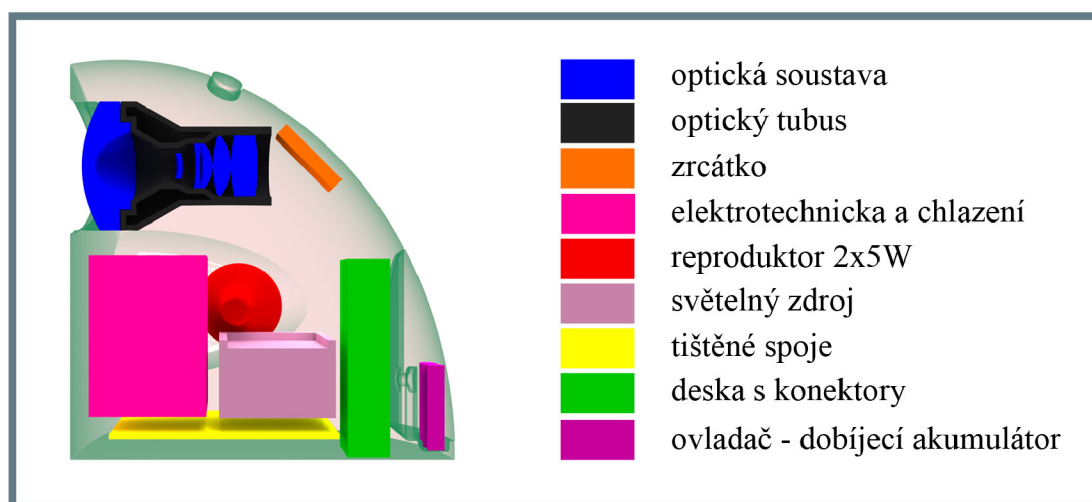 optická soustava
optický tubus
zrcátko
elektrotechnicka a chlazení
reproduktor 2x5W
světelný zdroj
tištěné spoje
deska s konektory
ovladač - dobíjecí akumulátor